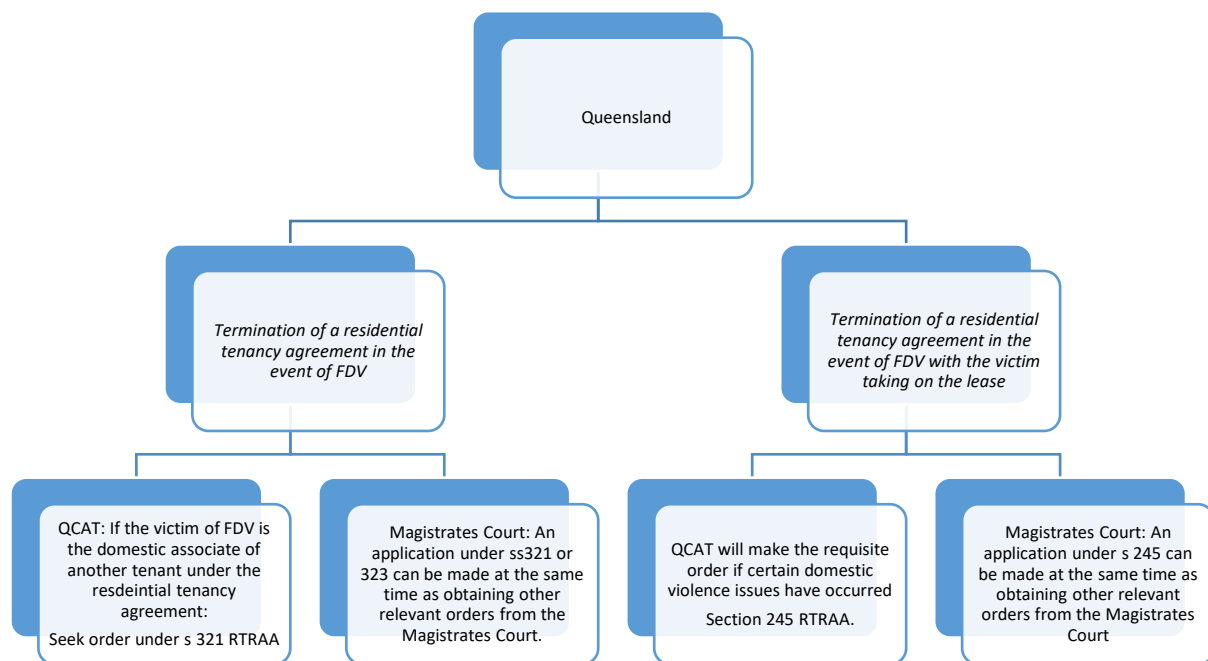 Queensland
Termination of a residential
tenancy agreement in the
event of FDV
Termination of a residential
tenancy agreement in the
event of FDV with the victim
taking on the lease
QCAT: If the victim of FDV is
the domestic associate of
another tenant under the
resdeintial tenancy
agreement:
Seek order under s 321 RTRAA
Magistrates Court: An
application under ss321 or
323 can be made at the same
time as obtaining other
relevant orders from the
Magistrates Court.
QCAT will make the requisite
order if certain domestic
violence issues have occurred
Section 245 RTRAA.
Magistrates Court: An
application under s 245 can
be made at the same time as
obtaining other relevant
orders from the Magistrates
Court